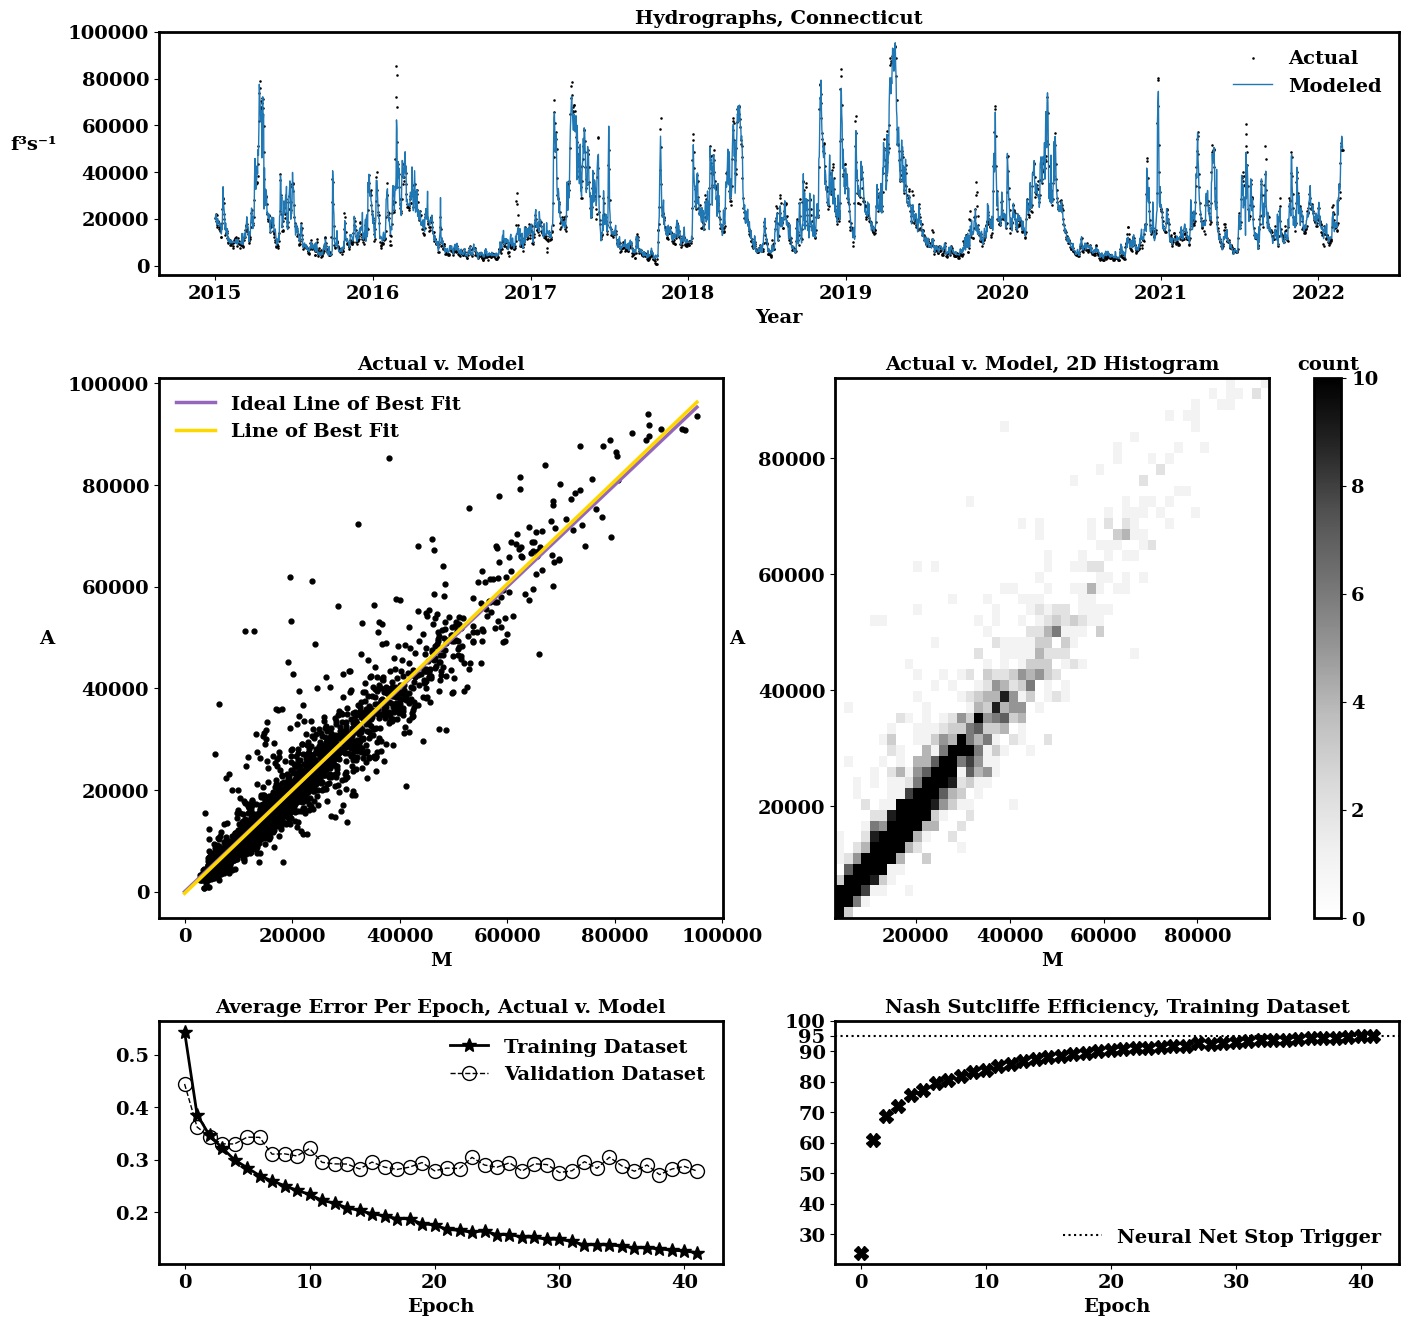 Hydrographs, Connecticut
100000
80000
60000
40000
20000
0
f³s⁻¹
Actual
Modeled
2015 2016 2017 2018 2019 2020 2021 2022
Year
Actual v. Model
100000
80000
60000
40000
20000
0
A
Ideal Line of Best Fit
Line of Best Fit
0 20000 40000 60000 80000 100000
M
Actual v. Model, 2D Histogram
80000
60000
40000
20000
A
20000 40000 60000 80000
M
count
10
8
6
4
2
0
Average Error Per Epoch, Actual v. Model
0.5
0.4
0.3
0.2
Training Dataset
Validation Dataset
0 10 20 30 40
Epoch
Nash Sutcliffe Efficiency, Training Dataset
100
95
90
80
70
60
50
40
30
Neural Net Stop Trigger
0 10 20 30 40
Epoch